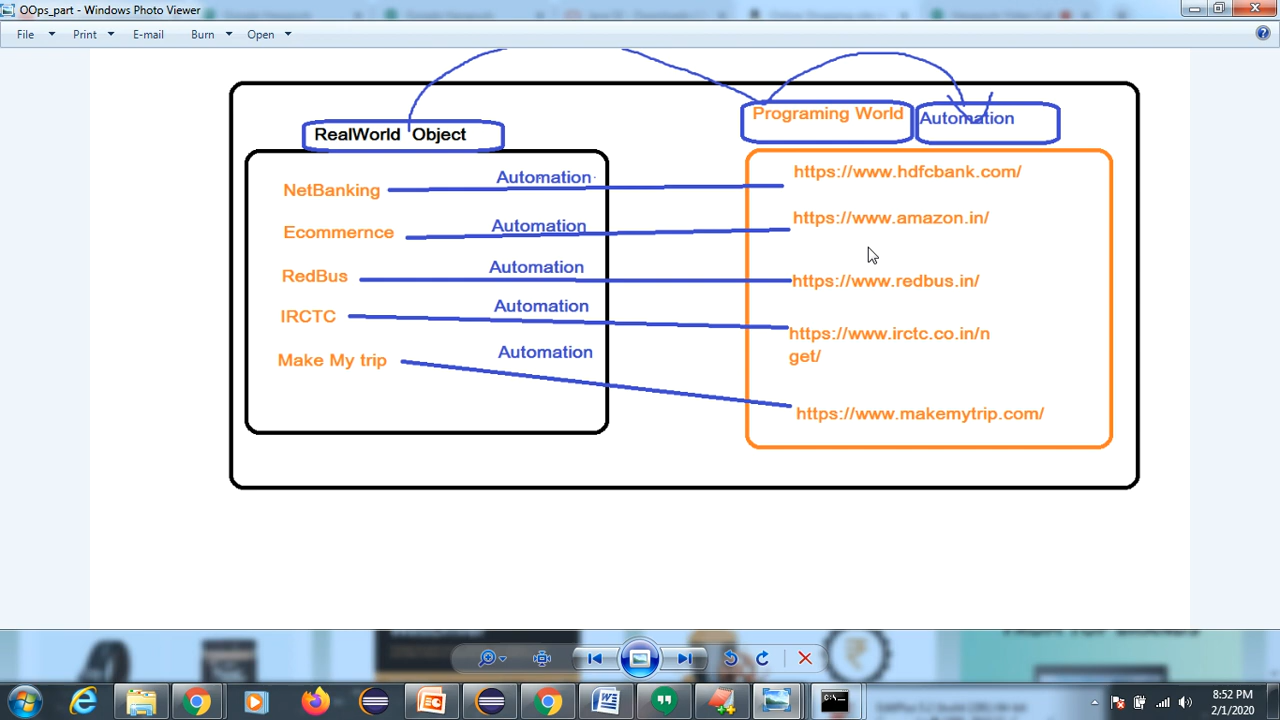 OOps_part - Windows Photo Viewer
File Print E-mail Burn Open
Programing World
Automation
RealWorld Object
NetBanking Automation https://www.hdfcbank.com/
Ecommernce Automation https://www.amazon.in/
RedBus Automation https://www.redbus.in/
IRCTC Automation https://www.irctc.co.in/n
get/
Make My trip Automation
https://www.makemytrip.com/
8:52 PM
2/1/2020